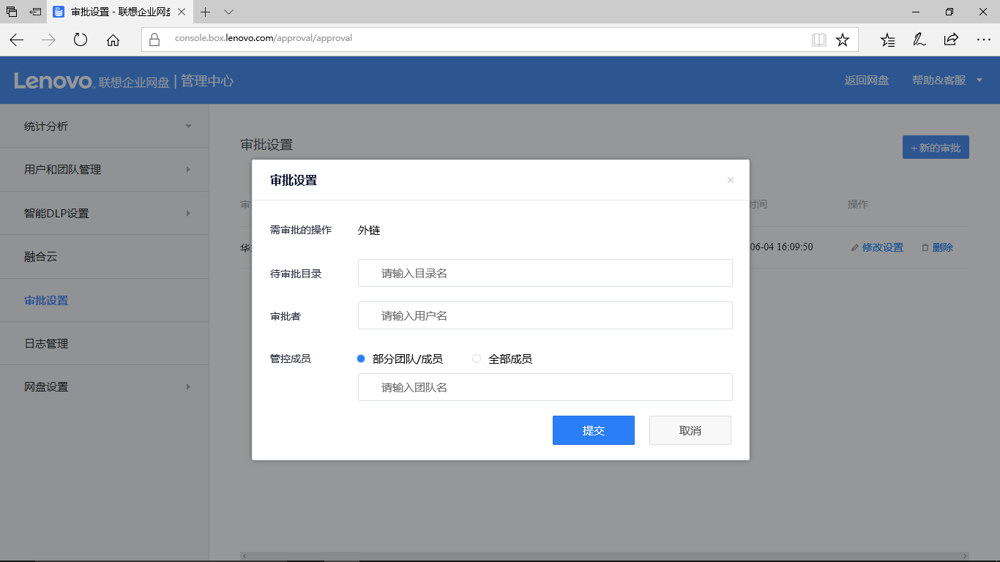 审批设置 - 联想企业网盘
console.box.lenovo.com/approval/approval
Lenovo 联想企业网盘 | 管理中心
返回网盘 帮助&客服
统计分析
用户和团队管理
智能DLP设置
融合云
审批设置
日志管理
网盘设置
审批设置
+ 新的审批
审 时间 操作
华 06-04 16:09:50 修改设置 删除
审批设置
需审批的操作 外链
待审批目录 请输入目录名
审批者 请输入用户名
管控成员 部分团队/成员 全部成员
请输入团队名
提交 取消